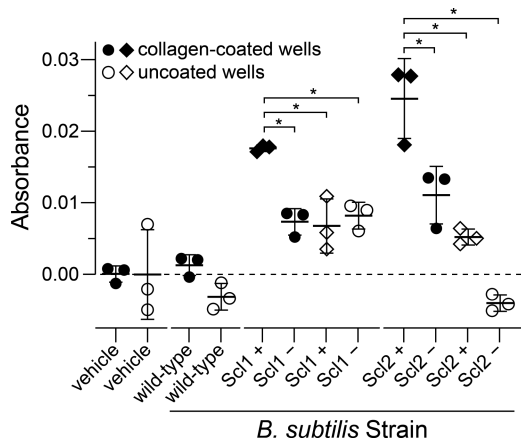 0.03
0.02
0.01
0.00
Absorbance
collagen-coated wells
uncoated wells
*
*
*
*
*
*
vehicle
vehicle
wild-type
wild-type
Scl1 +
Scl1 −
Scl1 +
Scl1 −
Scl2 +
Scl2 −
Scl2 +
Scl2 −
B. subtilis Strain